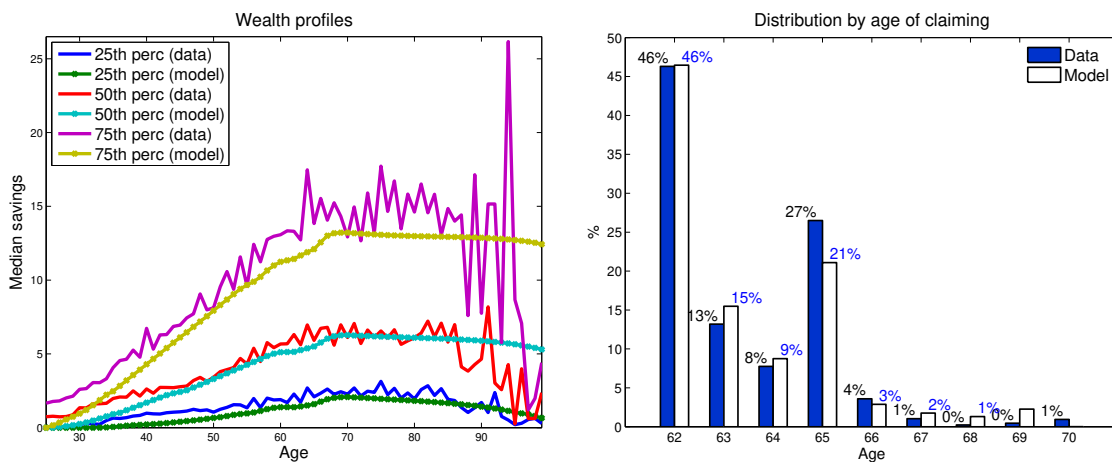 Wealth profiles
25th perc (data)
25th perc (model)
50th perc (data)
50th perc (model)
75th perc (data)
75th perc (model)
25
20
15
10
5
0
Median savings
30 40 50 60 70 80 90
Age
Distribution by age of claiming
Data
Model
50
45
40
35
30
25
20
15
10
5
0
%
46% 46%
13% 15%
8% 9%
27% 21%
4% 3%
1% 2%
0% 1%
0%
1%
62 63 64 65 66 67 68 69 70
Age